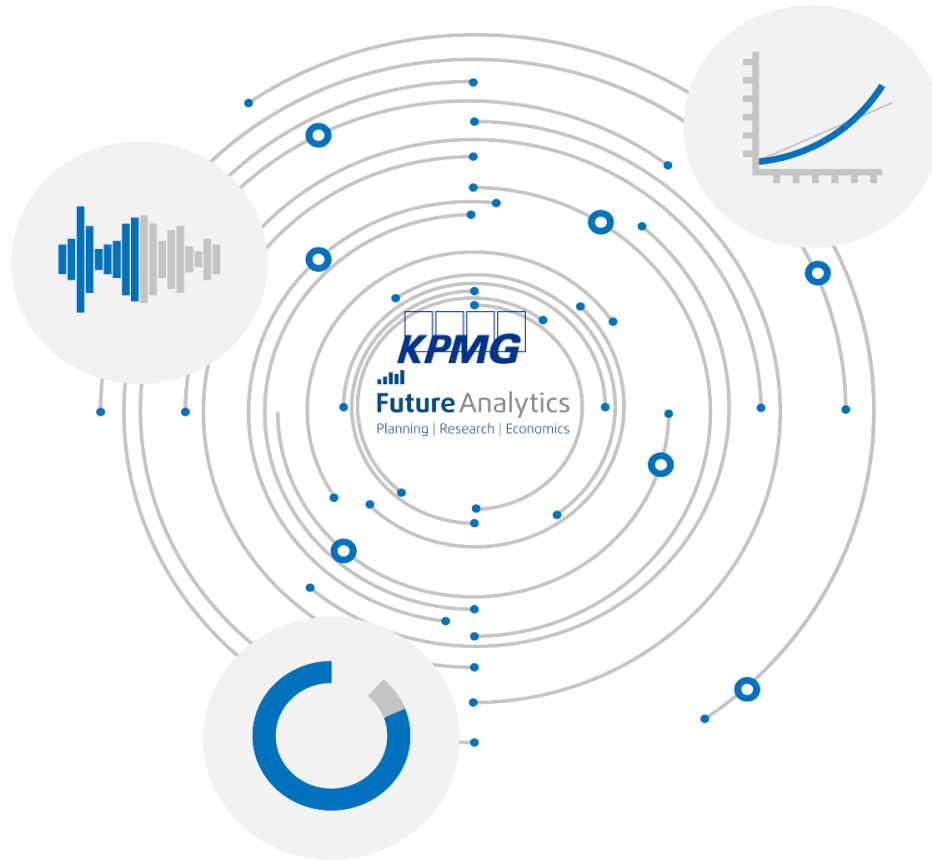 KPMG
Future Analytics
Planning | Research | Economics